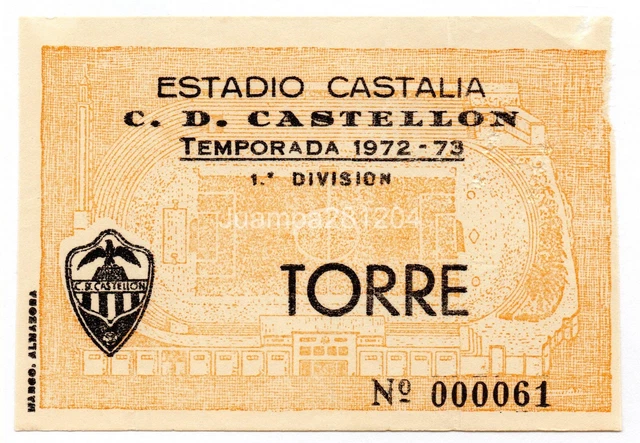 ESTADIO CASTALIA
C. D. CASTELLON
TEMPORADA 1972-73
1.ª DIVISION
Juampa281204
C. D. CASTELLON
TORRE
MARCO. ALMAZORA
Nº 000061